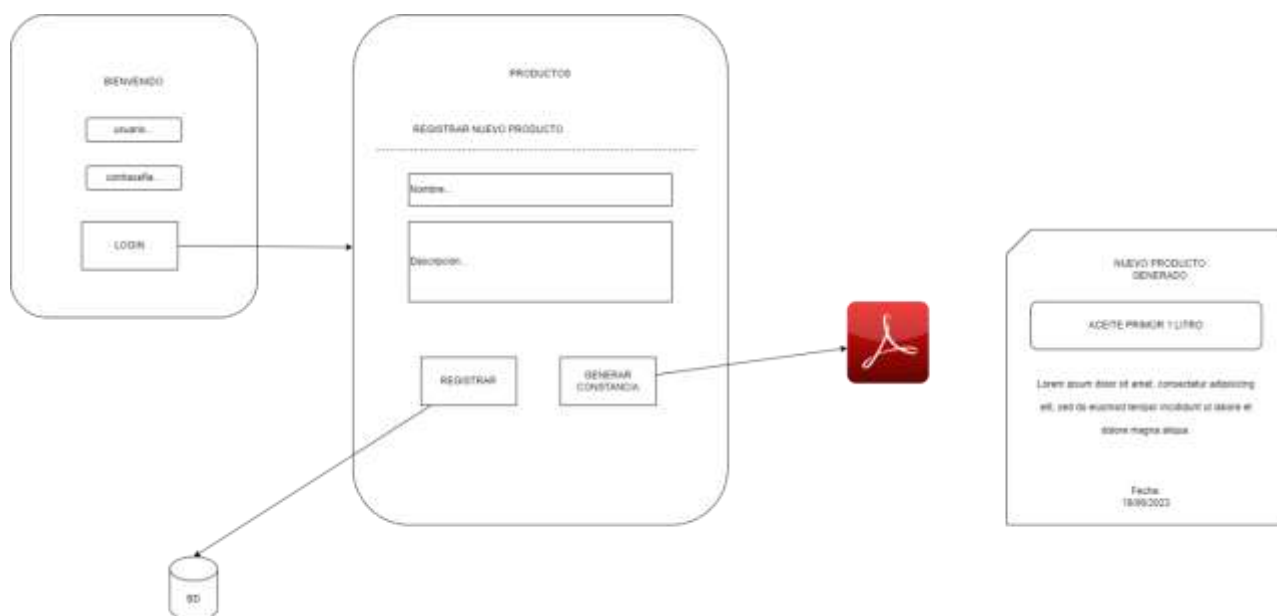 BIENVENIDO
usuario...
contraseña...
LOGIN
PRODUCTOS
REGISTRAR NUEVO PRODUCTO
Nombre...
Descripción...
REGISTRAR
GENERAR
CONSTANCIA
BD
NUEVO PRODUCTO
GENERADO
ACEITE PRIMOR 1 LITRO
Lorem ipsum dolor sit amet, consectetur adipiscing
elit, sed do eiusmod tempor incididunt ut labore et
dolore magna aliqua.
Fecha: